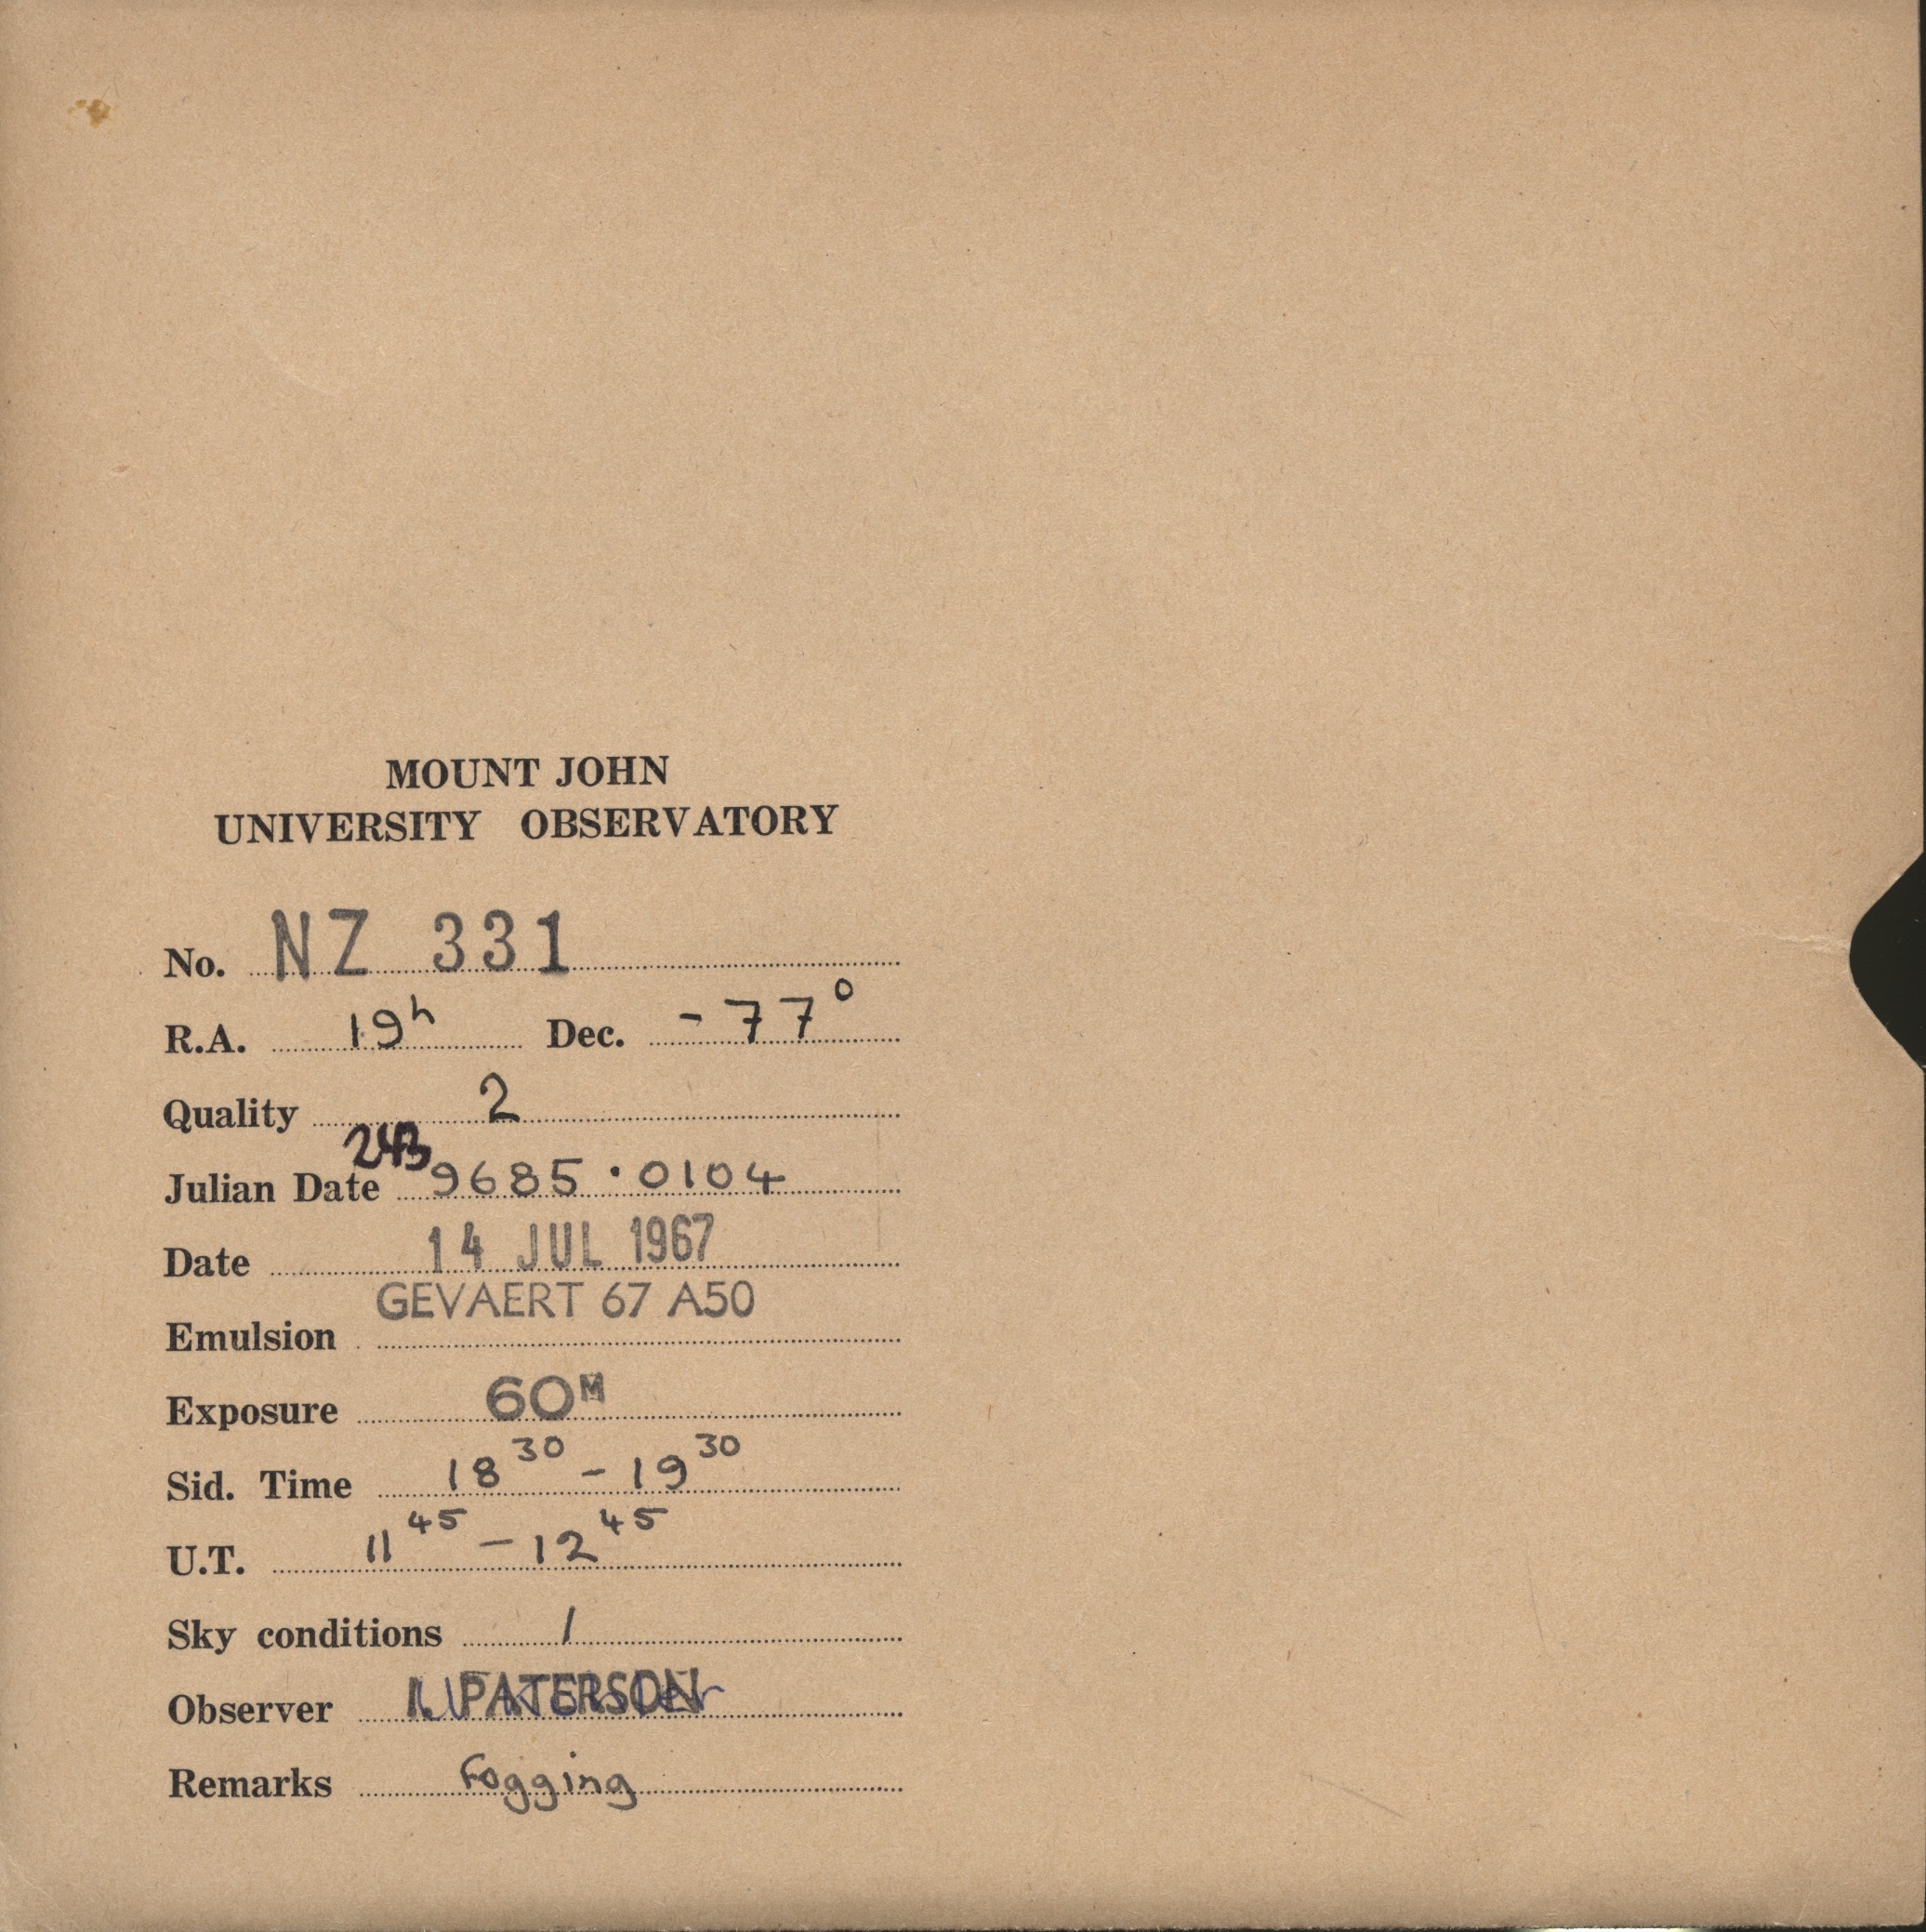 MOUNT JOHN
UNIVERSITY OBSERVATORY
No. NZ 331
R.A. 19h Dec. -77°
Quality 2
Julian Date 2439685.0104
Date 14 JUL 1967
Emulsion GEVAERT 67 A50
Exposure 60M
Sid. Time 18 30 - 19 30
U.T. 11 45 - 12 45
Sky conditions 1
Observer PATERSON
Remarks Fogging